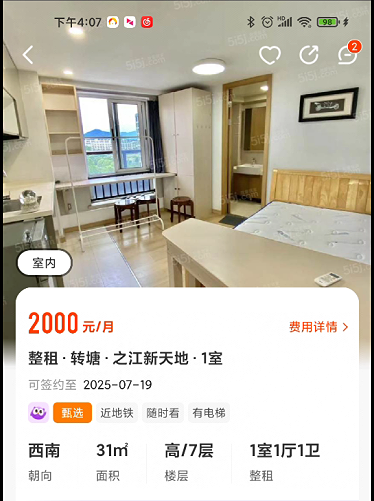 下午4:07
98
2
室内
2000 元/月
费用详情
整租·转塘·之江新天地·1室
可签约至 2025-07-19
甄选 近地铁 随时看 有电梯
西南 31㎡ 高/7层 1室1厅1卫
朝向 面积 楼层 整租